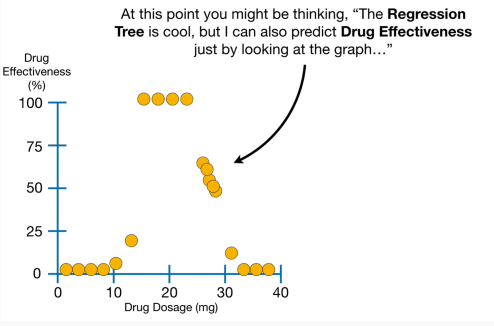 At this point you might be thinking, “The Regression
Tree is cool, but I can also predict Drug Effectiveness
just by looking at the graph…”
Drug
Effectiveness
(%)
100
75
50
25
0
0 10 20 30 40
Drug Dosage (mg)